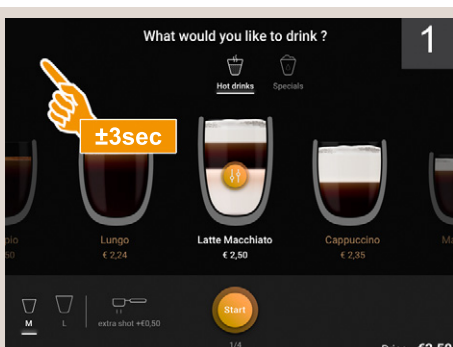 What would you like to drink ?
1
Hot drinks
Specials
±3sec
Lungo
€ 2,24
Latte Macchiato
€ 2,50
Cappuccino
€ 2,35
M
L
extra shot +€0,50
Start
1/4